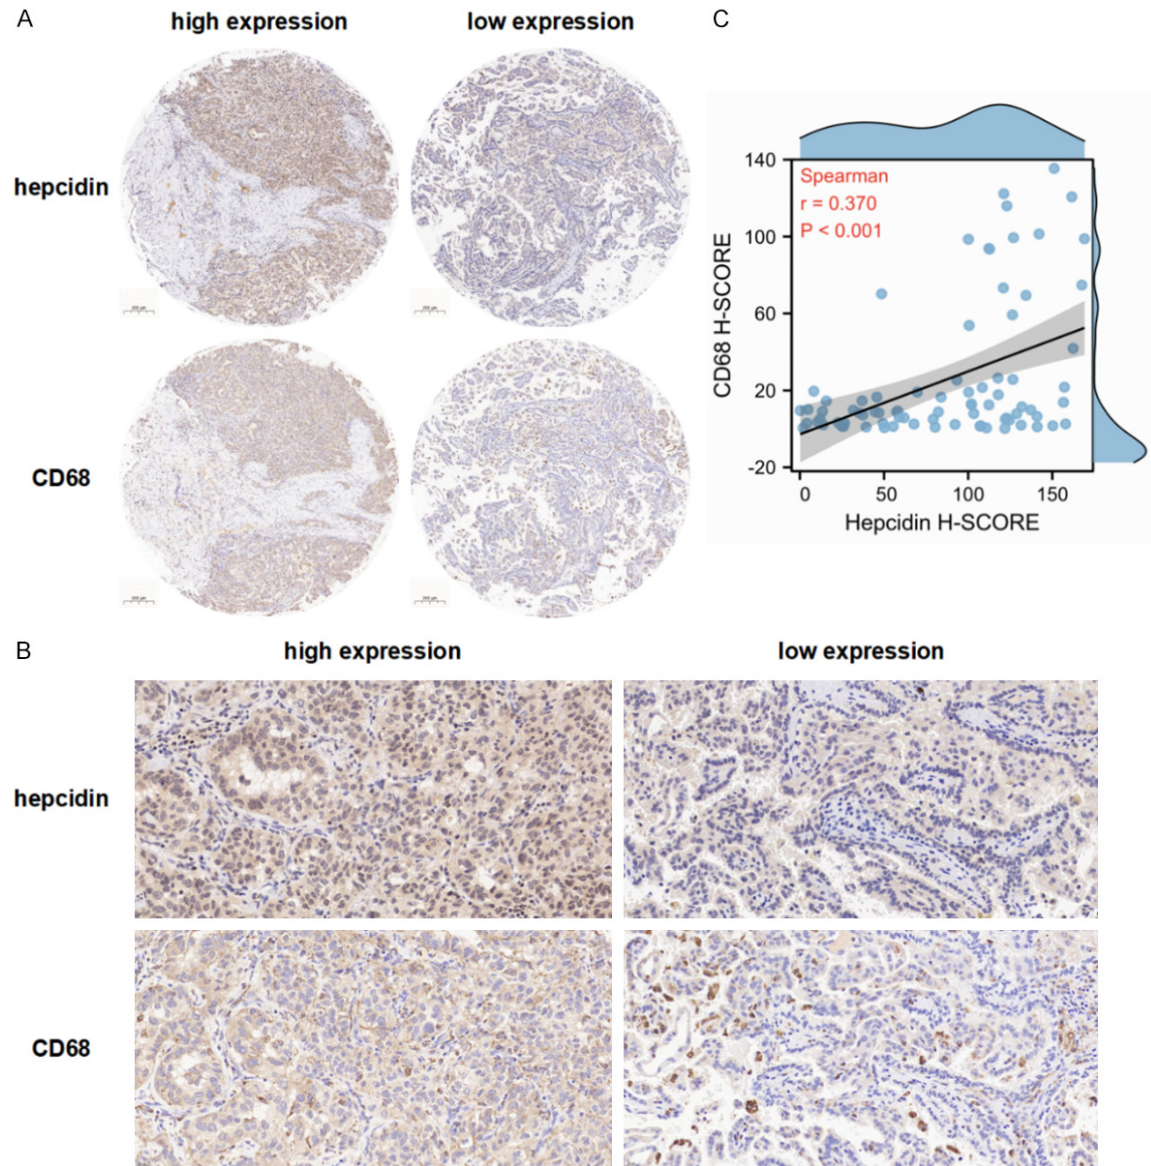 A
high expression
low expression
hepcidin
CD68
C
Spearman
r = 0.370
P < 0.001
140
100
60
20
-20
CD68 H-SCORE
0
50
100
150
Hepcidin H-SCORE
B
high expression
low expression
hepcidin
CD68